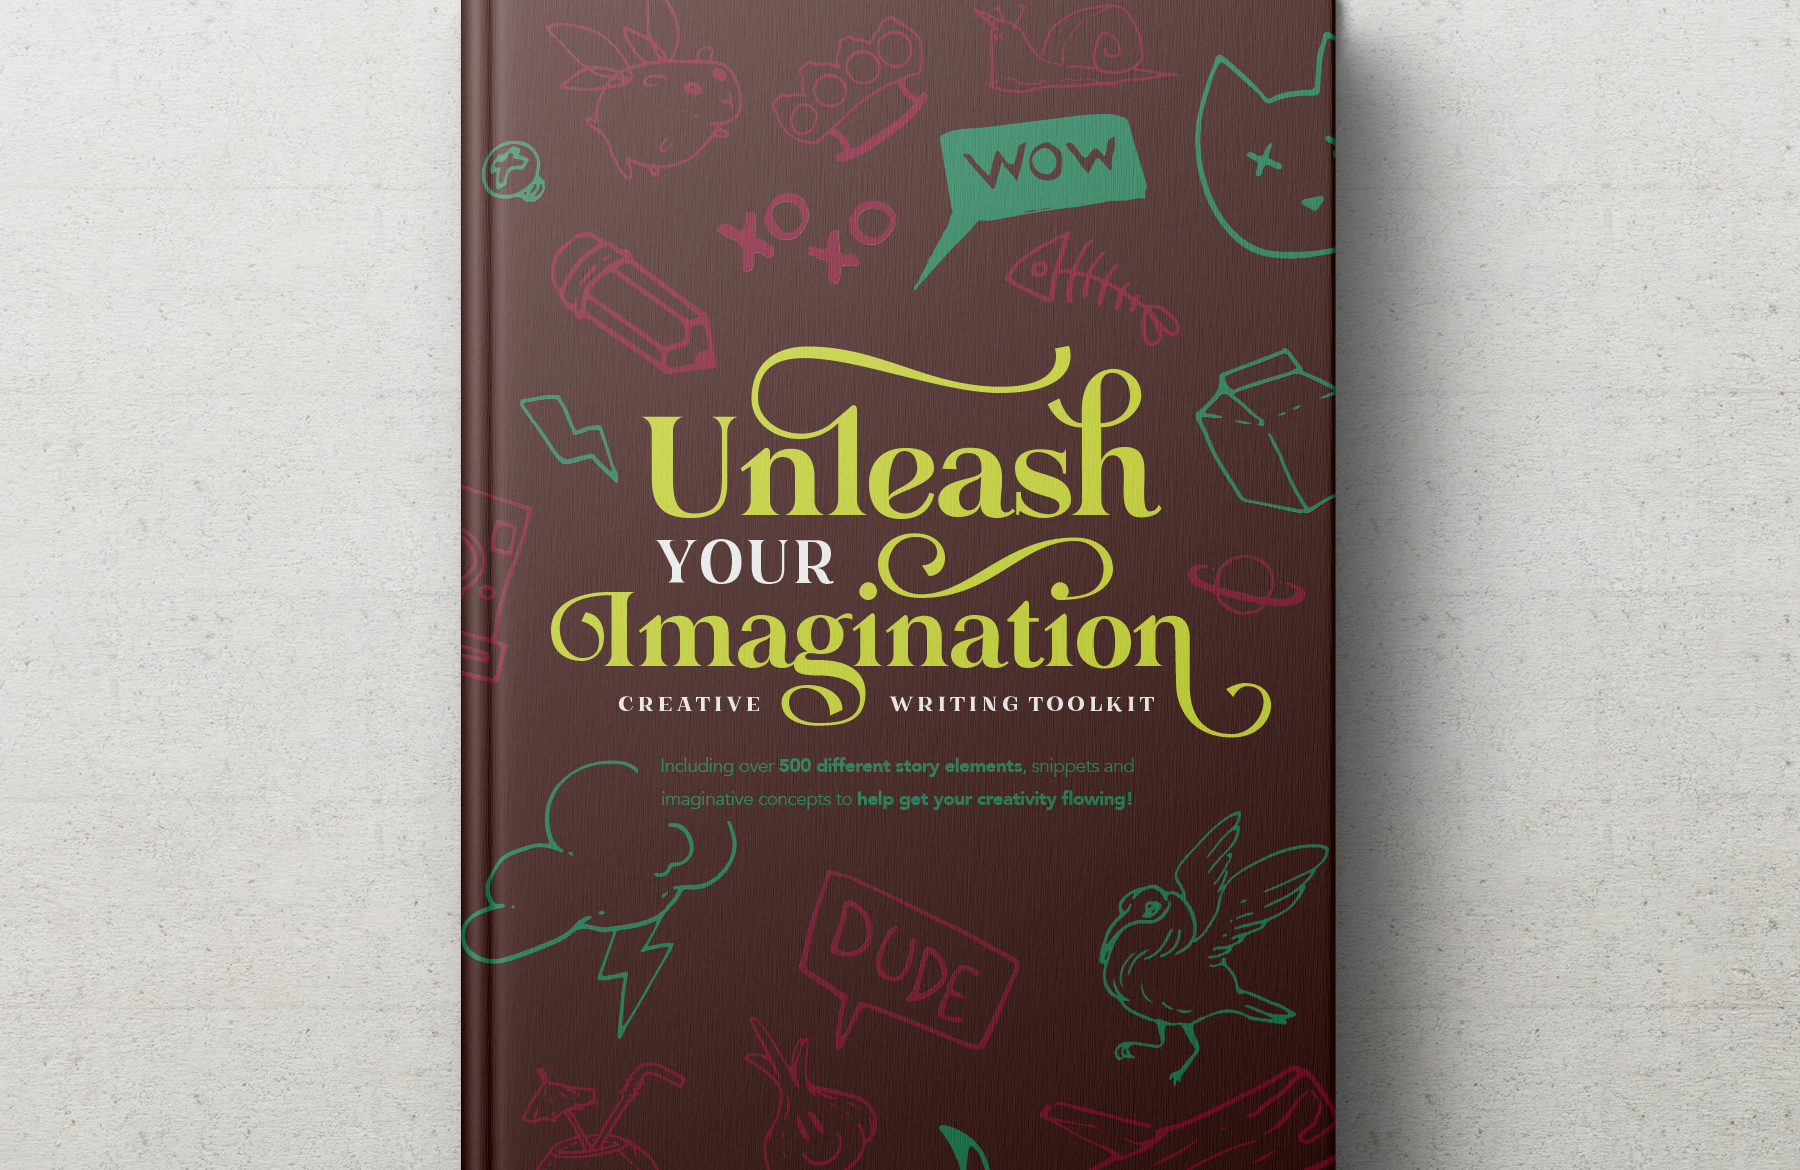 WOW
XOXO
Unleash
YOUR
Imagination
CREATIVE WRITING TOOLKIT
Including over 500 different story elements, snippets and
imaginative concepts to help get your creativity flowing!
DUDE